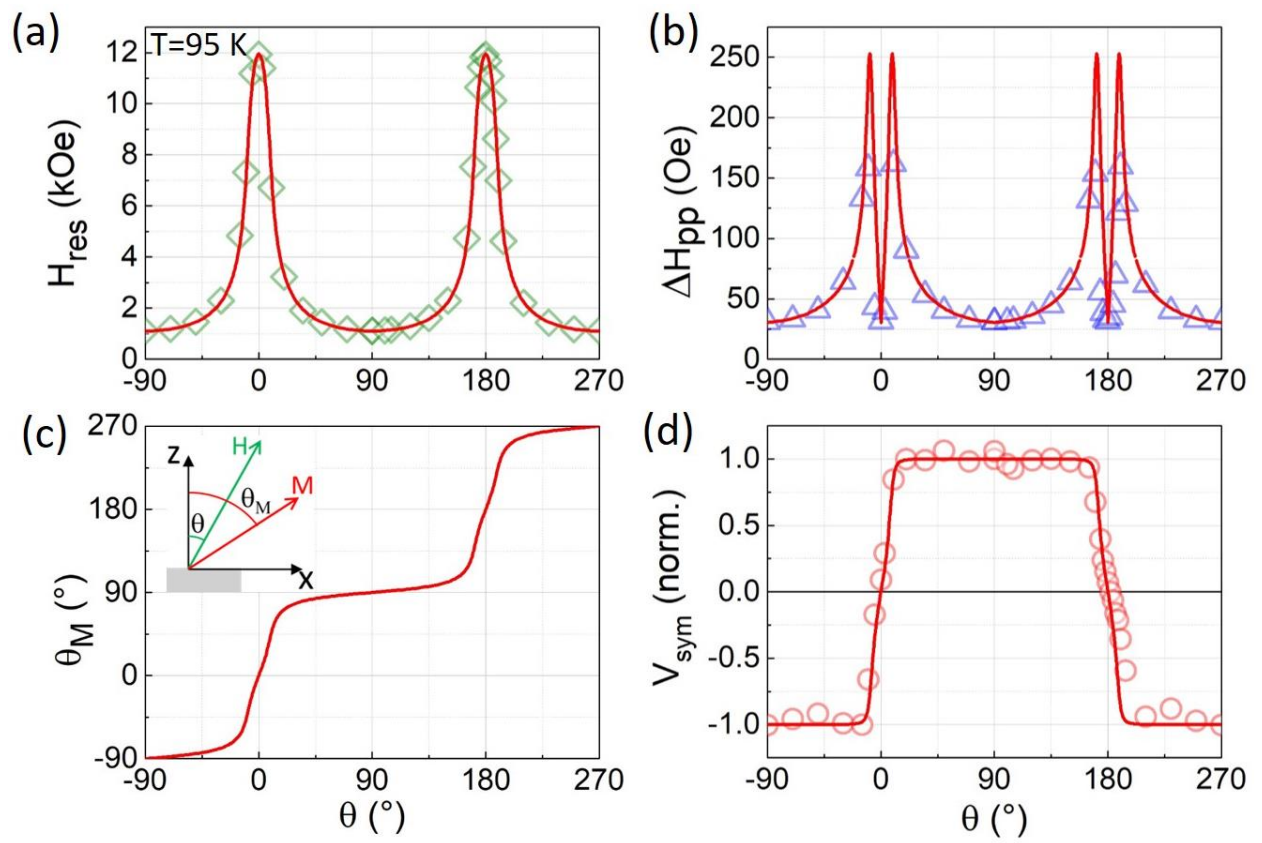 (a)
T=95 K
12
10
8
6
4
2
0
H_res (kOe)
-90 0 90 180 270
(b)
250
200
150
100
50
0
ΔH_pp (Oe)
-90 0 90 180 270
(c)
270
180
90
0
-90
θ_M (°)
z
H
M
θ_M
θ
x
-90 0 90 180 270
θ (°)
(d)
1.0
0.5
0.0
-0.5
-1.0
V_sym (norm.)
-90 0 90 180 270
θ (°)